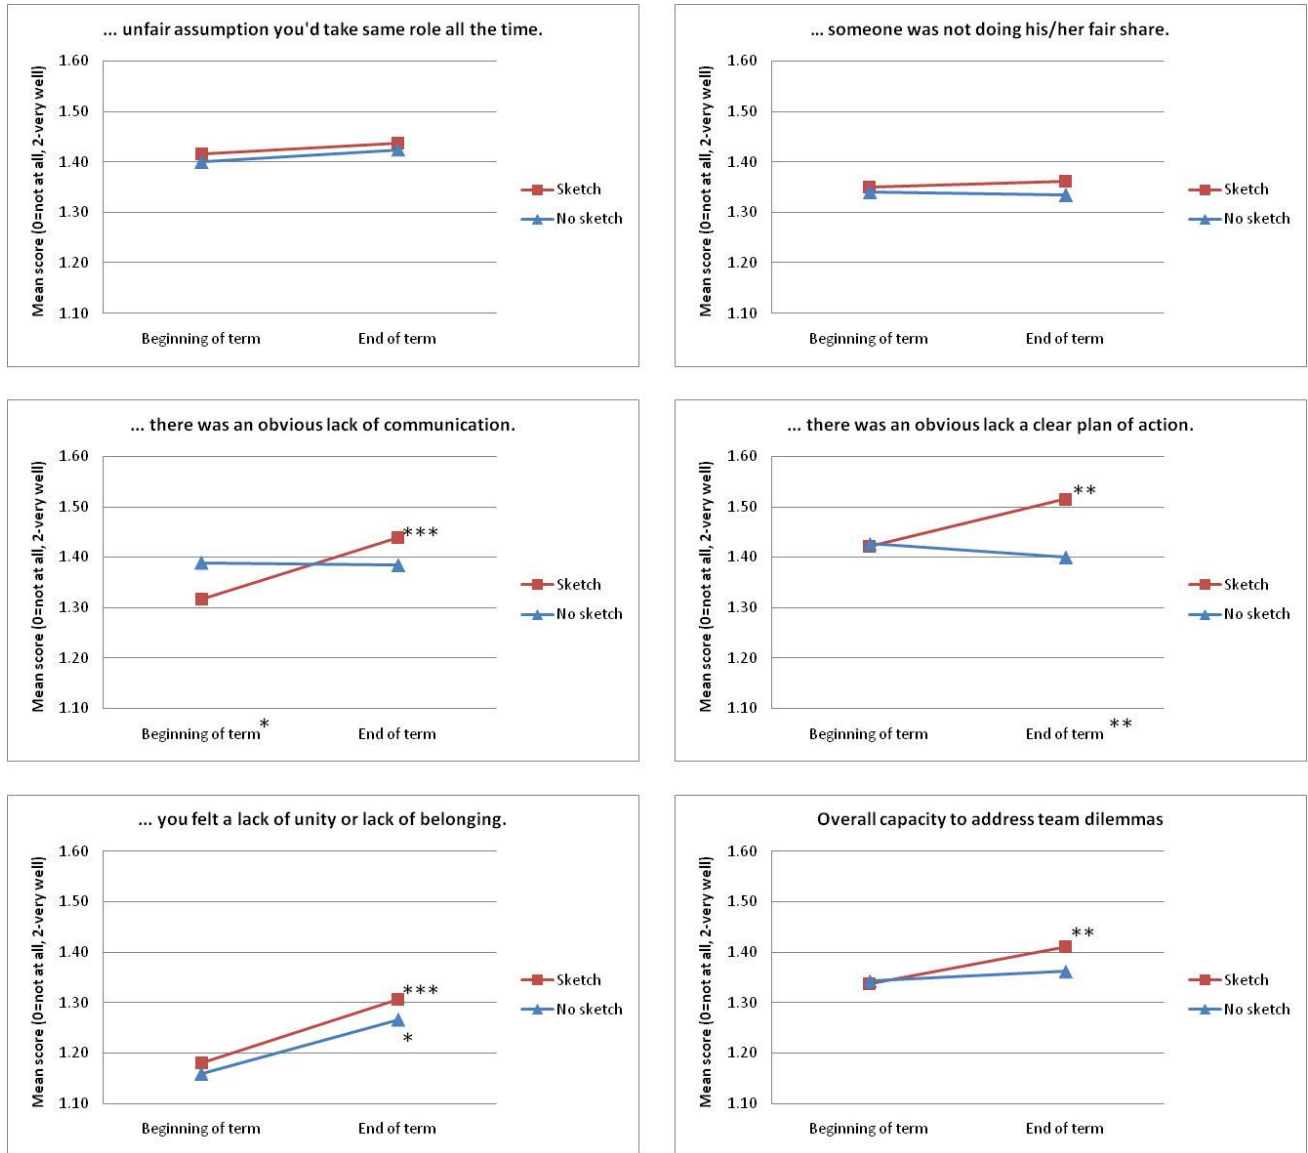 ... unfair assumption you'd take same role all the time.
Mean score (0=not at all, 2-very well)
1.60
1.50
1.40
1.30
1.20
1.10
Beginning of term
End of term
Sketch
No sketch
... someone was not doing his/her fair share.
Mean score (0=not at all, 2-very well)
1.60
1.50
1.40
1.30
1.20
1.10
Beginning of term
End of term
Sketch
No sketch
... there was an obvious lack of communication.
Mean score (0=not at all, 2-very well)
1.60
1.50
1.40
1.30
1.20
1.10
***
Beginning of term *
End of term
Sketch
No sketch
... there was an obvious lack a clear plan of action.
Mean score (0=not at all, 2-very well)
1.60
1.50
1.40
1.30
1.20
1.10
**
Beginning of term
End of term **
Sketch
No sketch
... you felt a lack of unity or lack of belonging.
Mean score (0=not at all, 2-very well)
1.60
1.50
1.40
1.30
1.20
1.10
***
*
Beginning of term
End of term
Sketch
No sketch
Overall capacity to address team dilemmas
Mean score (0=not at all, 2-very well)
1.60
1.50
1.40
1.30
1.20
1.10
**
Beginning of term
End of term
Sketch
No sketch